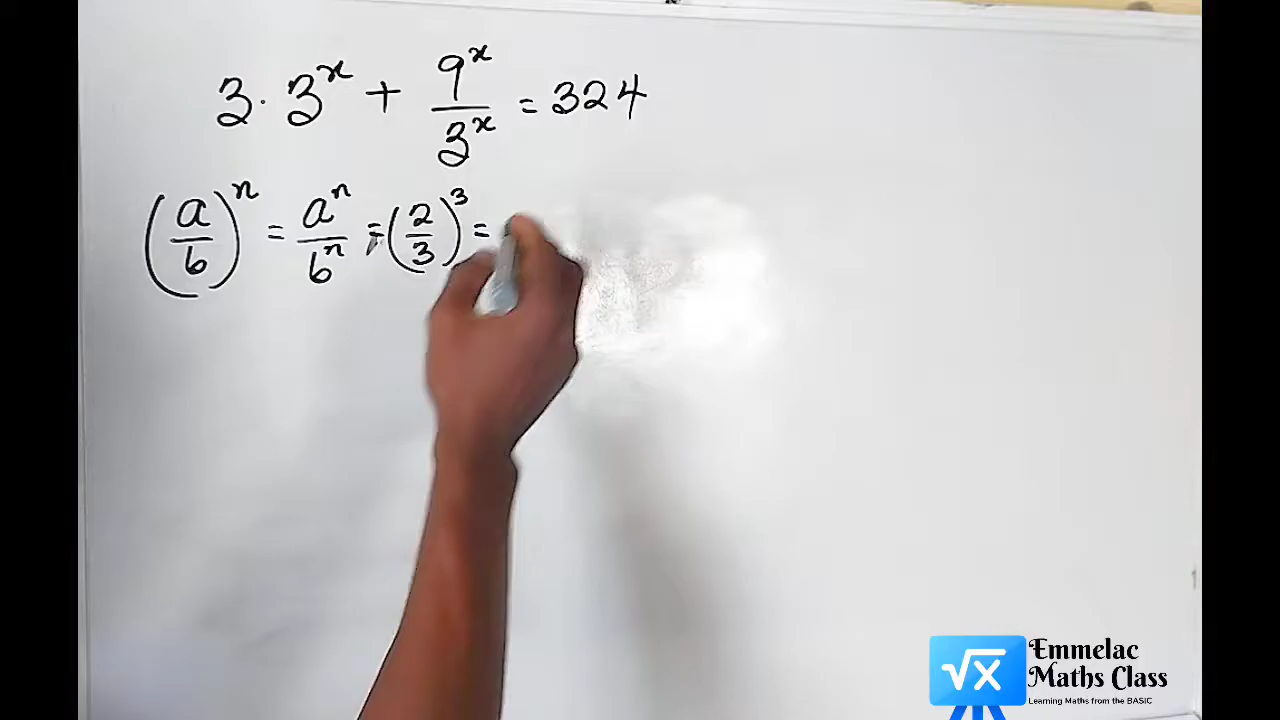 3 · 3^x + 9^x / 3^x = 324
(a/b)^n = a^n / b^n = (2/3)^3 =
√x Emmelac
Maths Class
Learning Maths from the BASIC